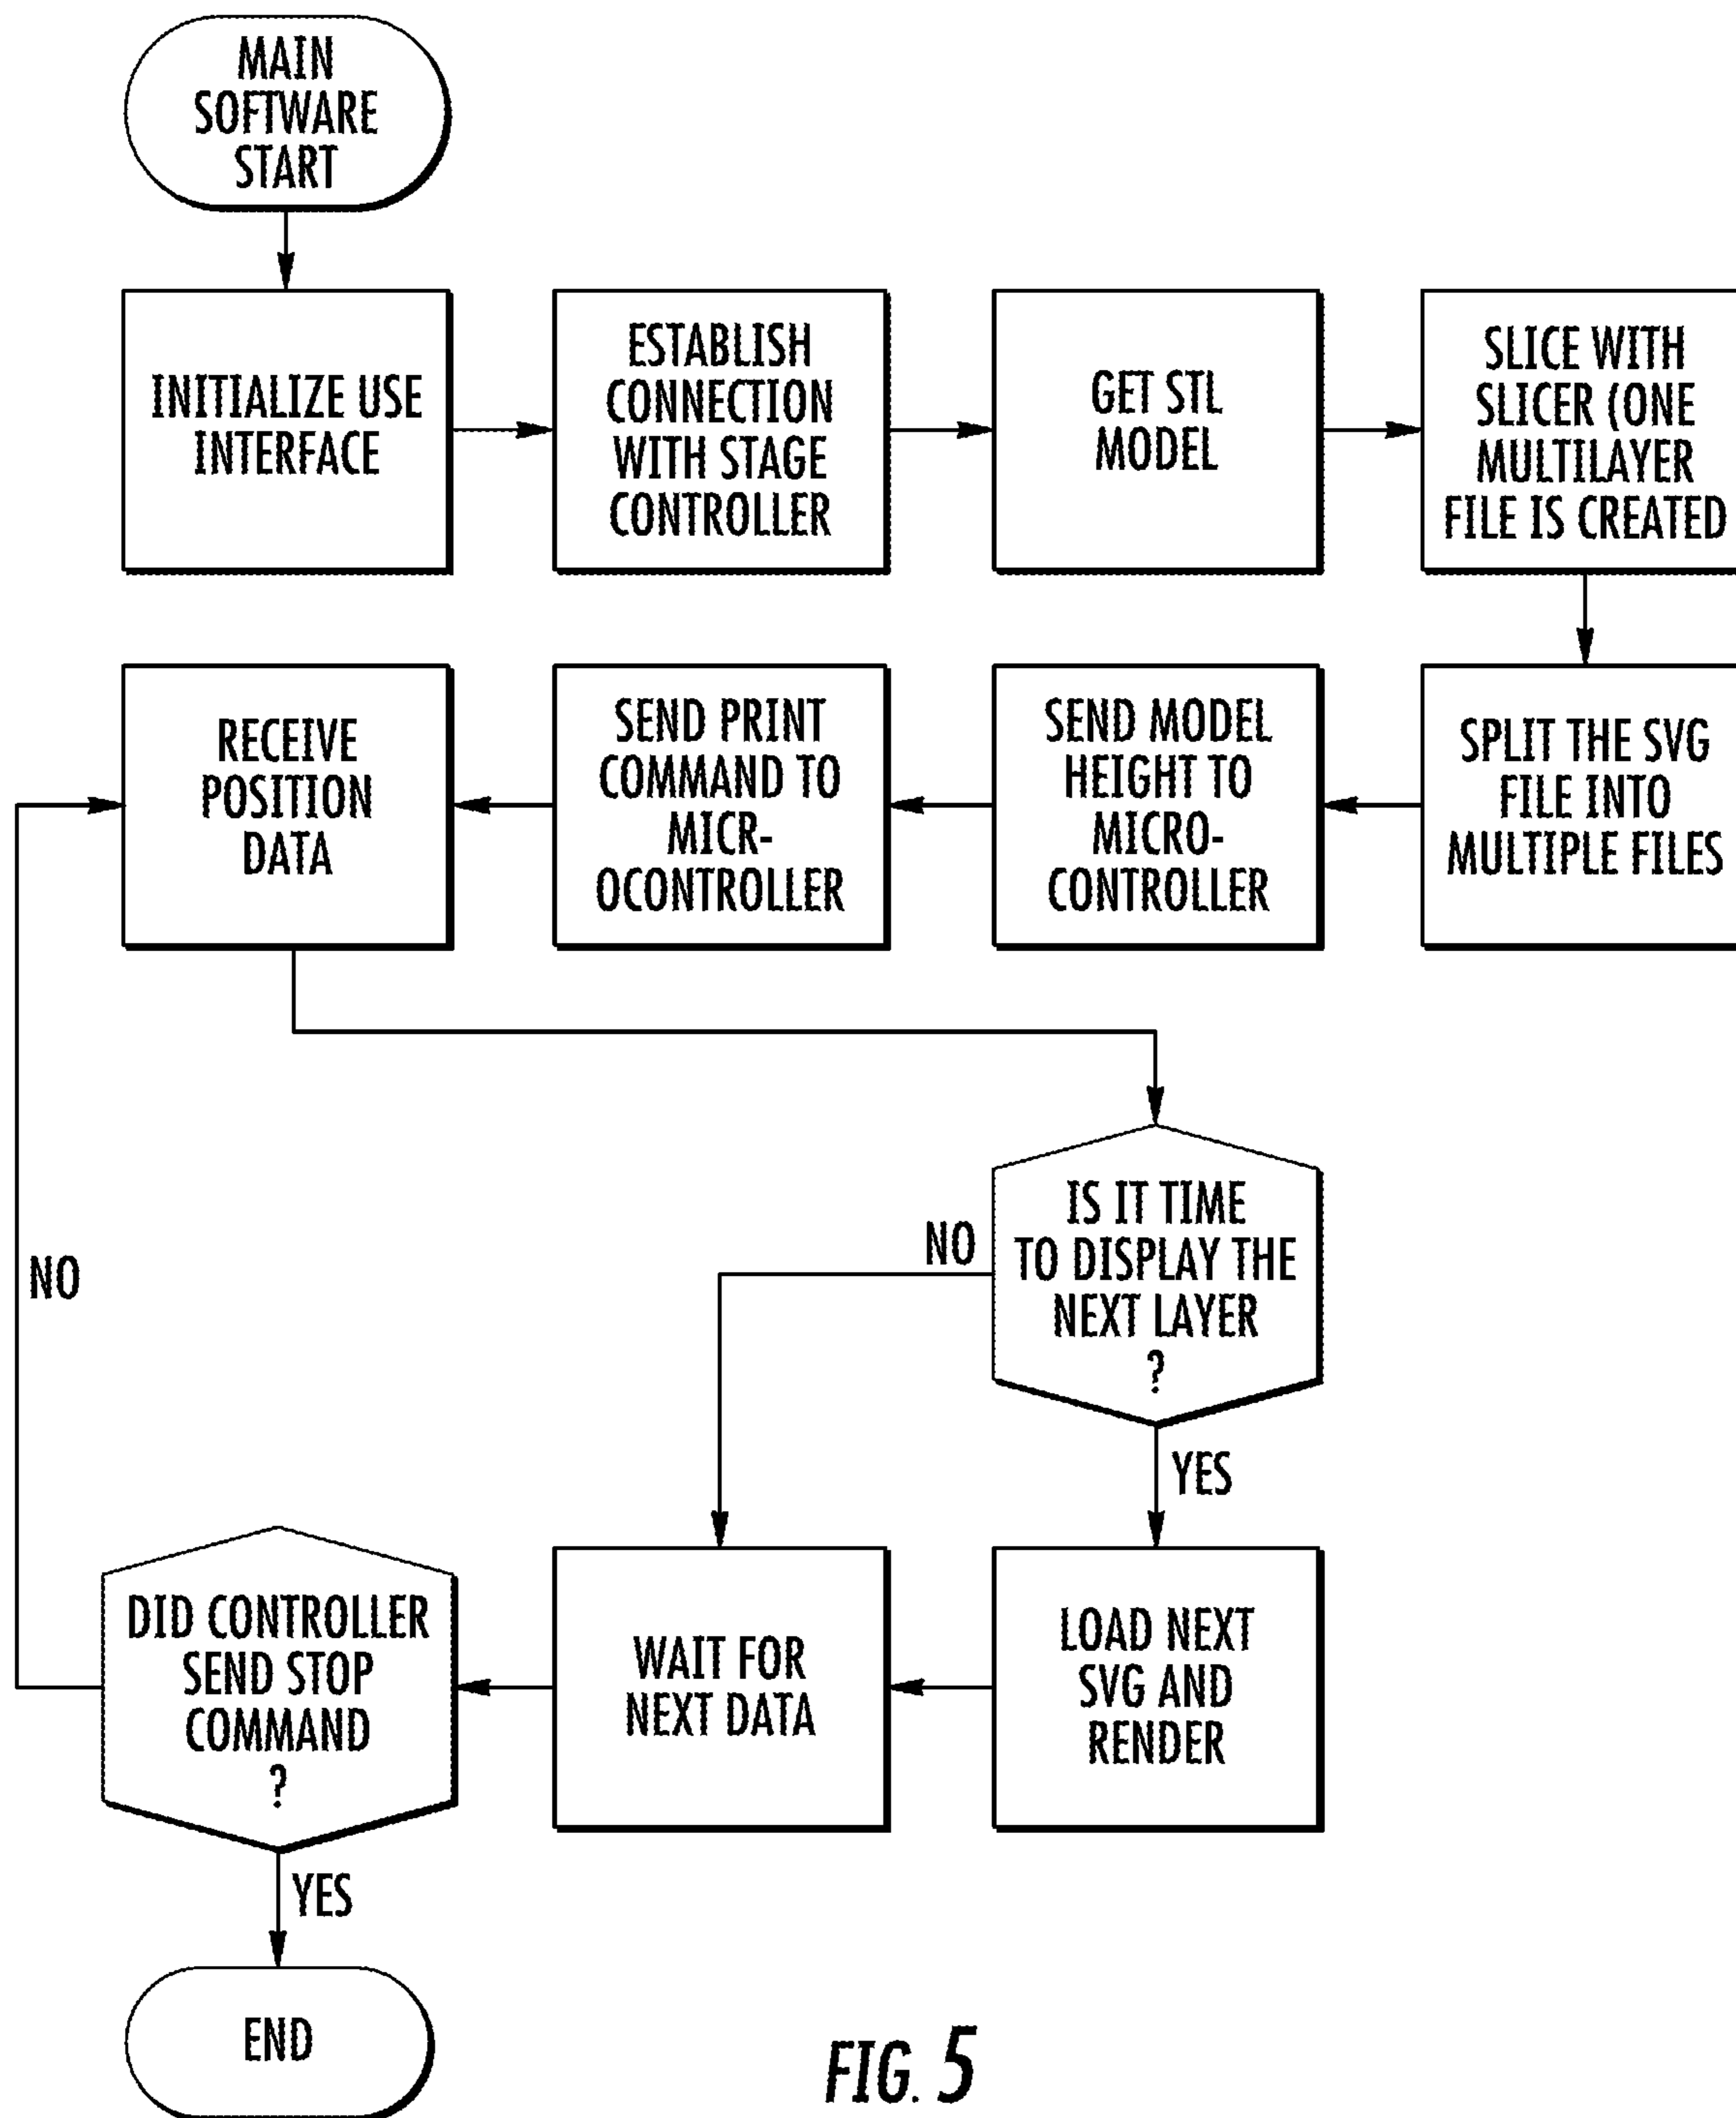 MAIN
SOFTWARE
START
INITIALIZE USE
INTERFACE
ESTABLISH
CONNECTION
WITH STAGE
CONTROLLER
GET STL
MODEL
SLICE WITH
SLICER (ONE
MULTILAYER
FILE IS CREATED
SPLIT THE SVG
FILE INTO
MULTIPLE FILES
SEND MODEL
HEIGHT TO
MICRO-
CONTROLLER
SEND PRINT
COMMAND TO
MICR-
OCONTROLLER
RECEIVE
POSITION
DATA
IS IT TIME
TO DISPLAY THE
NEXT LAYER
?
NO
YES
LOAD NEXT
SVG AND
RENDER
WAIT FOR
NEXT DATA
DID CONTROLLER
SEND STOP
COMMAND
?
NO
YES
END
FIG. 5